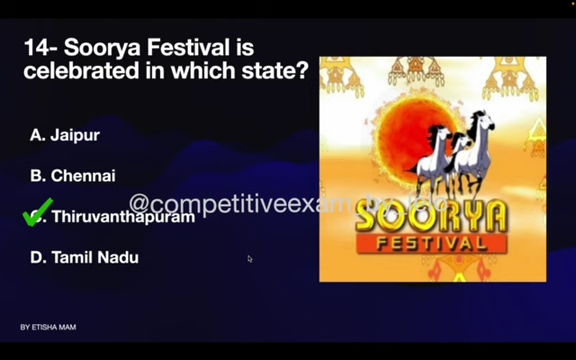 14- Soorya Festival is
celebrated in which state?
A. Jaipur
B. Chennai
C. Thiruvanthapuram
D. Tamil Nadu
SOORYA
FESTIVAL
BY ETISHA MAM